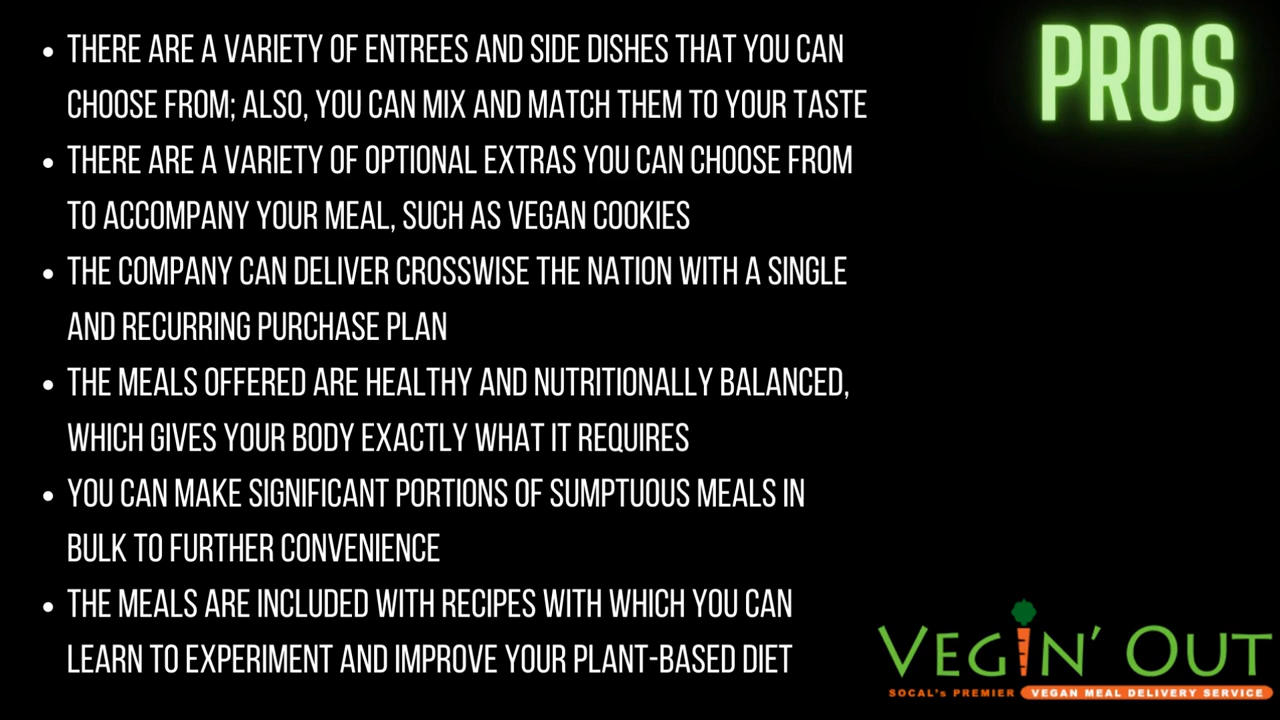 PROS
• THERE ARE A VARIETY OF ENTREES AND SIDE DISHES THAT YOU CAN
CHOOSE FROM; ALSO, YOU CAN MIX AND MATCH THEM TO YOUR TASTE
• THERE ARE A VARIETY OF OPTIONAL EXTRAS YOU CAN CHOOSE FROM
TO ACCOMPANY YOUR MEAL, SUCH AS VEGAN COOKIES
• THE COMPANY CAN DELIVER CROSSWISE THE NATION WITH A SINGLE
AND RECURRING PURCHASE PLAN
• THE MEALS OFFERED ARE HEALTHY AND NUTRITIONALLY BALANCED,
WHICH GIVES YOUR BODY EXACTLY WHAT IT REQUIRES
• YOU CAN MAKE SIGNIFICANT PORTIONS OF SUMPTUOUS MEALS IN
BULK TO FURTHER CONVENIENCE
• THE MEALS ARE INCLUDED WITH RECIPES WITH WHICH YOU CAN
LEARN TO EXPERIMENT AND IMPROVE YOUR PLANT-BASED DIET
VEGIN' OUT
SOCAL's PREMIER VEGAN MEAL DELIVERY SERVICE